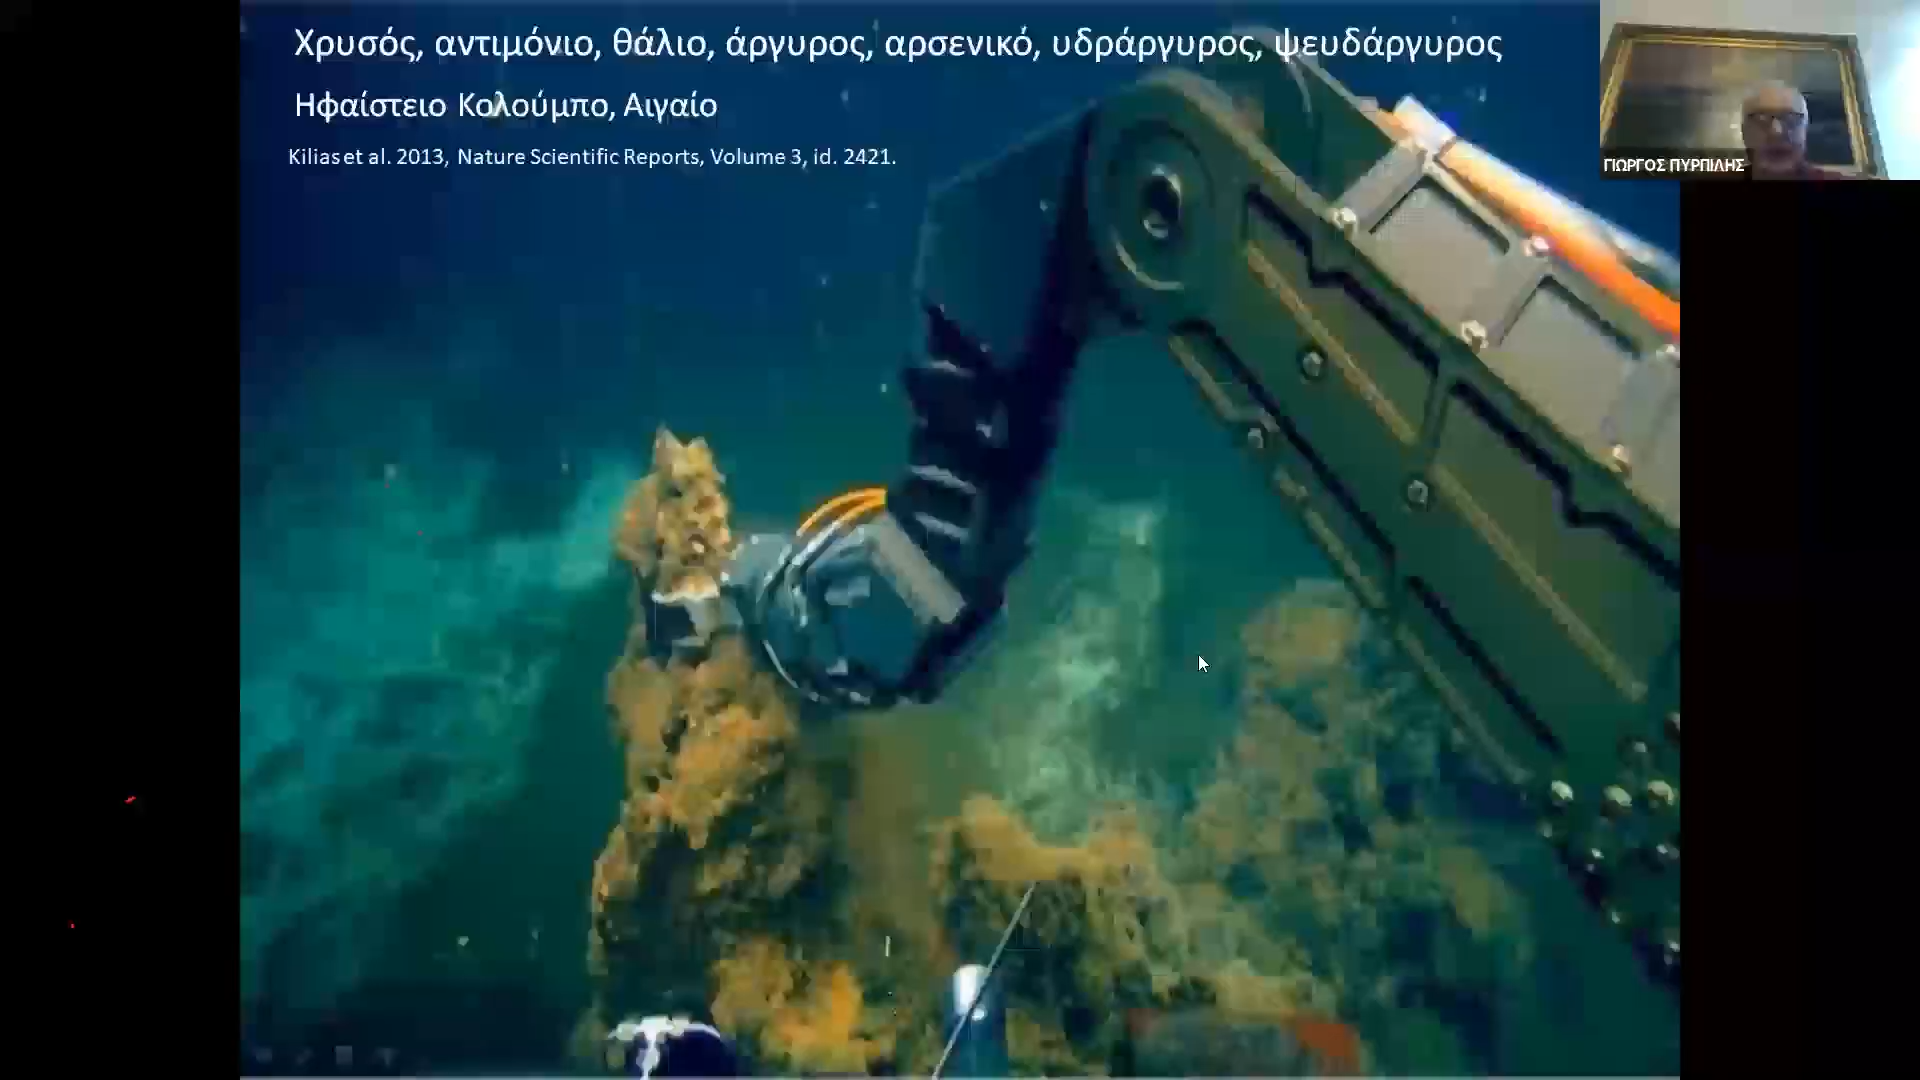 Χρυσός, αντιμόνιο, θάλιο, άργυρος, αρσενικό, υδράργυρος, ψευδάργυρος
Ηφαίστειο Κολούμπο, Αιγαίο
Kilias et al. 2013, Nature Scientific Reports, Volume 3, id. 2421.
ΓΙΩΡΓΟΣ ΠΥΡΠΙΛΗΣ